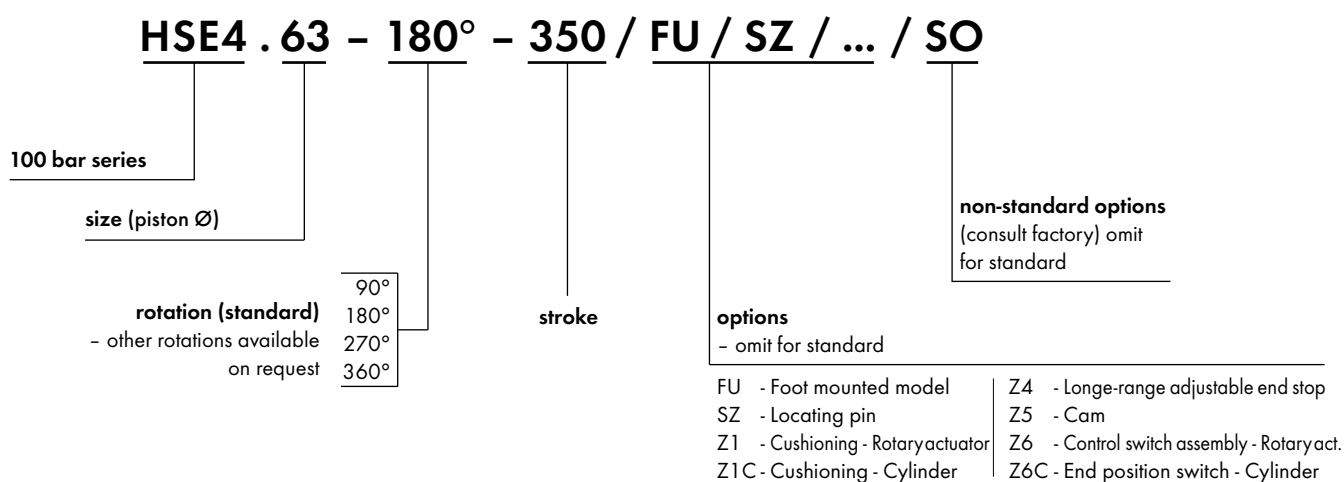 HSE4 . 63 – 180° – 350 / FU / SZ / ... / SO
100 bar series
size (piston Ø)
rotation (standard)
– other rotations available
on request
90°
180°
270°
360°
stroke
options
– omit for standard
non-standard options
(consult factory) omit
for standard
FU - Foot mounted model
SZ - Locating pin
Z1 - Cushioning - Rotary actuator
Z1C - Cushioning - Cylinder
Z4 - Longe-range adjustable end stop
Z5 - Cam
Z6 - Control switch assembly - Rotary act.
Z6C - End position switch - Cylinder